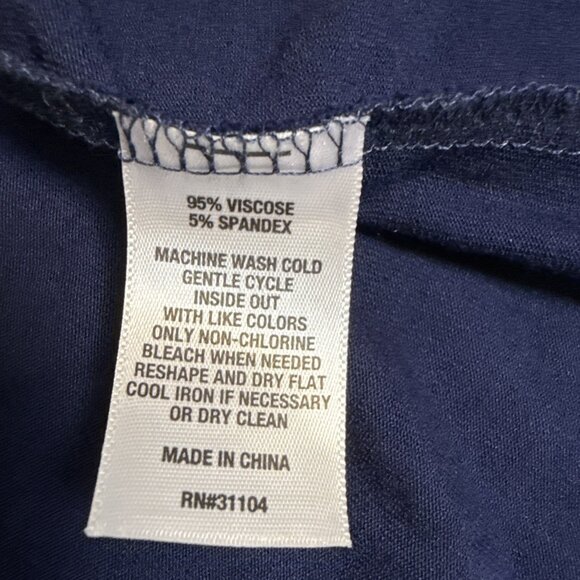 95% VISCOSE
5% SPANDEX
MACHINE WASH COLD
GENTLE CYCLE
INSIDE OUT
WITH LIKE COLORS
ONLY NON-CHLORINE
BLEACH WHEN NEEDED
RESHAPE AND DRY FLAT
COOL IRON IF NECESSARY
OR DRY CLEAN
MADE IN CHINA
RN#31104